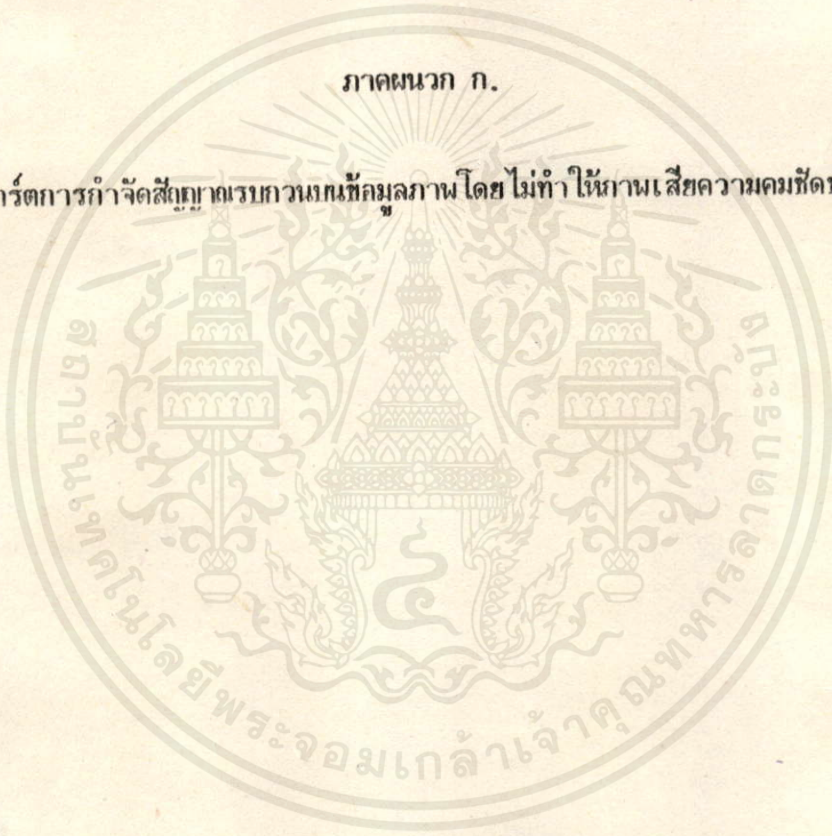 ภาคผนวก ก.
ร์ตการกำจัดสัญญาณรบกวนบนข้อมูลภาพโดยไม่ทำให้ภาพเสียความคมชัด
สถาบันเทคโนโลยีพระจอมเกล้าเจ้าคุณทหารลาดกระบัง